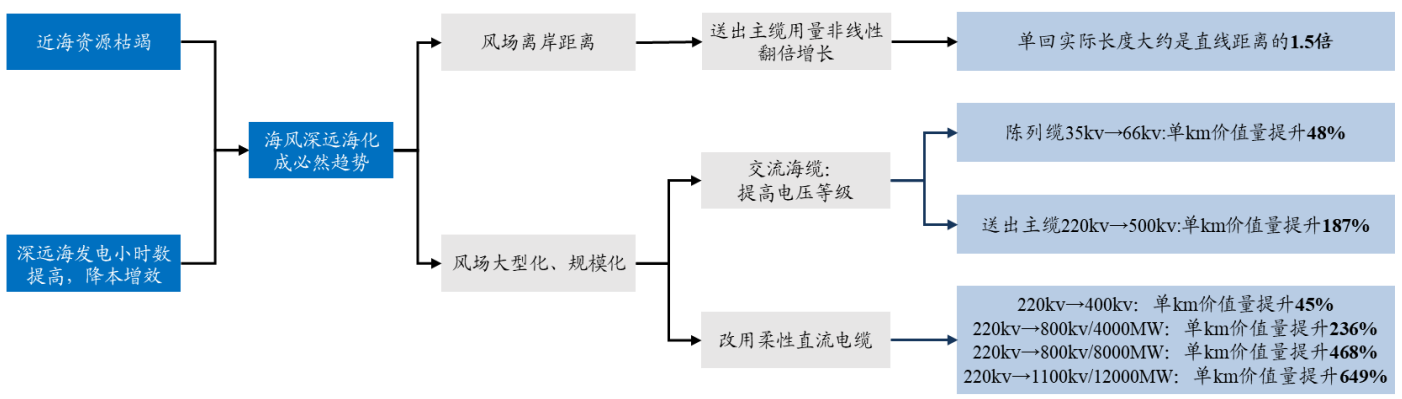 近海资源枯竭
深远海发电小时数
提高，降本增效
海风深远海化
成必然趋势
风场离岸距离
风场大型化、规模化
送出主缆用量非线性
翻倍增长
交流海缆：
提高电压等级
改用柔性直流电缆
单回实际长度大约是直线距离的1.5倍
陈列缆35kv→66kv:单km价值量提升48%
送出主缆220kv→500kv:单km价值量提升187%
220kv→400kv：单km价值量提升45%
220kv→800kv/4000MW：单km价值量提升236%
220kv→800kv/8000MW：单km价值量提升468%
220kv→1100kv/12000MW：单km价值量提升649%